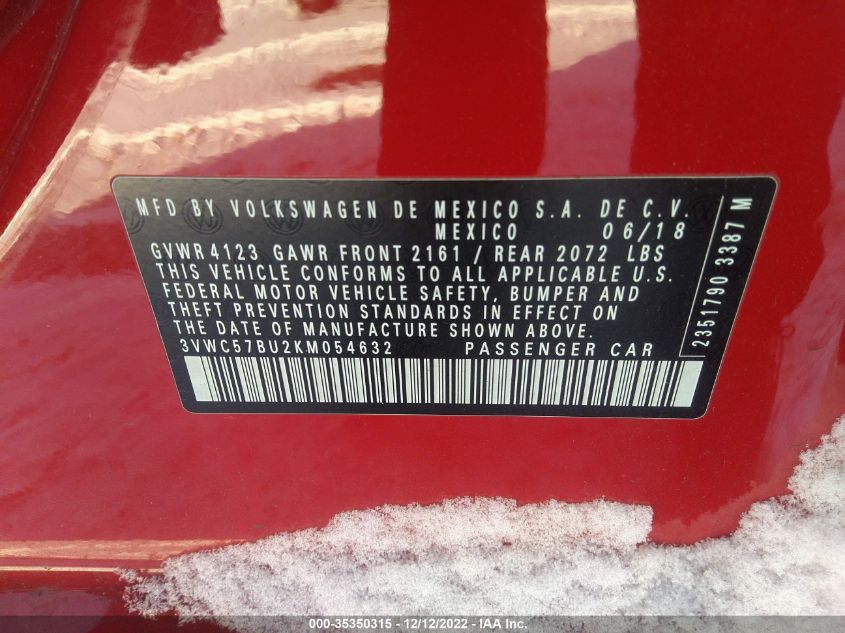 MFD BY VOLKSWAGEN DE MEXICO S.A. DE C.V.
MEXICO 06/18
GVWR 4123 GAWR FRONT 2161 / REAR 2072 LBS
THIS VEHICLE CONFORMS TO ALL APPLICABLE U.S.
FEDERAL MOTOR VEHICLE SAFETY, BUMPER AND
THEFT PREVENTION STANDARDS IN EFFECT ON
THE DATE OF MANUFACTURE SHOWN ABOVE.
3VWC57BU2KM054632 PASSENGER CAR
2351790 3387 M
000-35350315 - 12/12/2022 - IAA Inc.